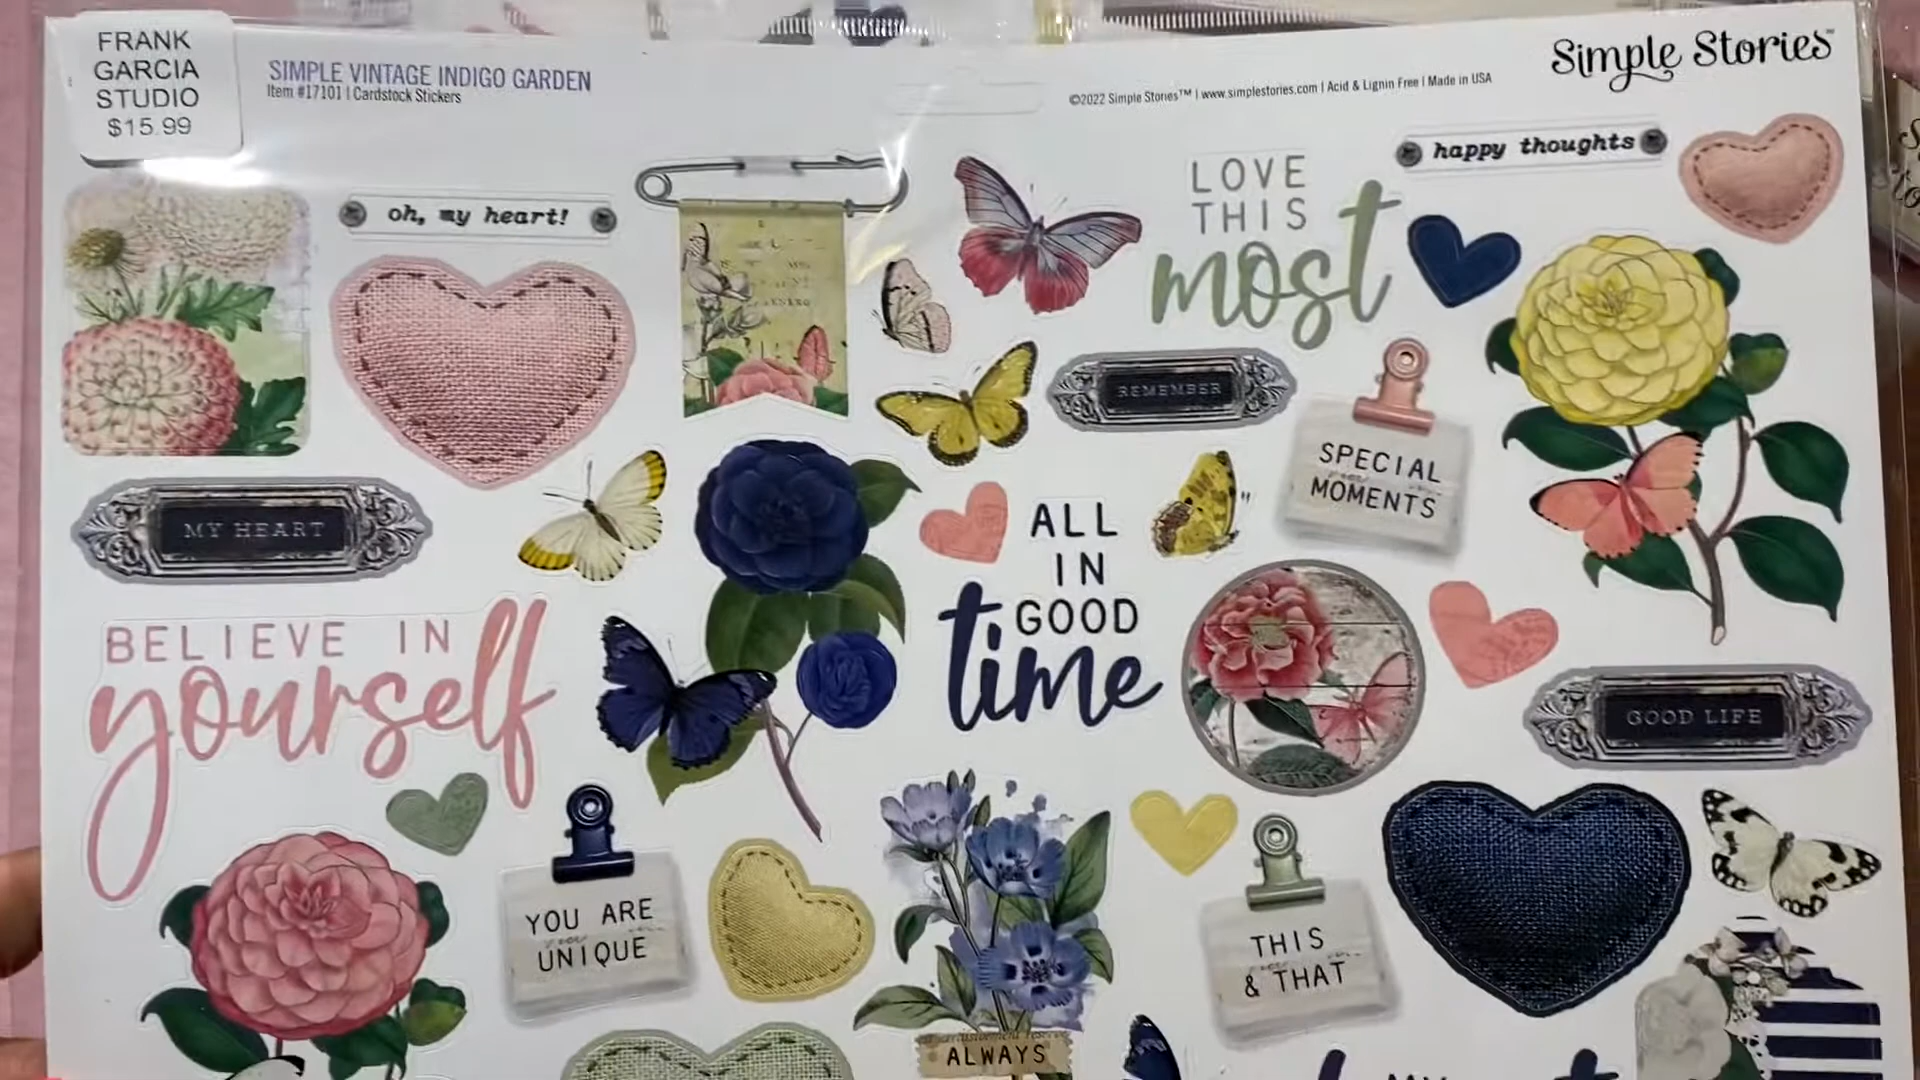 FRANK
GARCIA
STUDIO
$15.99
SIMPLE VINTAGE INDIGO GARDEN
Item #17101 | Cardstock Stickers
©2022 Simple Stories™ | www.simplestories.com | Acid & Lignin Free | Made in USA
Simple Stories™
oh, my heart!
LOVE
THIS
most
happy thoughts
REMEMBER
SPECIAL
MOMENTS
MY HEART
ALL
IN
GOOD
time
BELIEVE IN
yourself
GOOD LIFE
YOU ARE
UNIQUE
THIS
& THAT
ALWAYS
MY